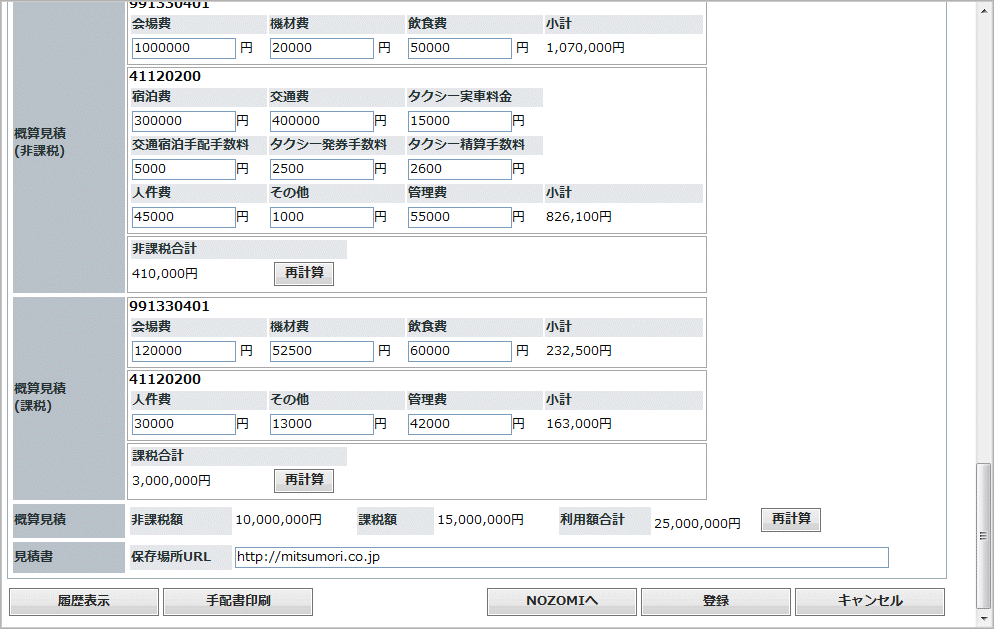 991330401
会場費 機材費 飲食費 小計
1000000 円 20000 円 50000 円 1,070,000円
41120200
宿泊費 交通費 タクシー実車料金
300000 円 400000 円 15000 円
概算見積
(非課税)
交通宿泊手配手数料 タクシー発券手数料 タクシー精算手数料
5000 円 2500 円 2600 円
人件費 その他 管理費 小計
45000 円 1000 円 55000 円 826,100円
非課税合計
410,000円 再計算
991330401
会場費 機材費 飲食費 小計
120000 円 52500 円 60000 円 232,500円
概算見積
(課税)
41120200
人件費 その他 管理費 小計
30000 円 13000 円 42000 円 163,000円
課税合計
3,000,000円 再計算
概算見積 非課税額 10,000,000円 課税額 15,000,000円 利用額合計 25,000,000円 再計算
見積書 保存場所URL http://mitsumori.co.jp
履歴表示 手配書印刷 NOZOMIへ 登録 キャンセル